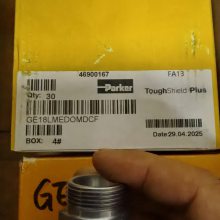 46900167
FA13
Qty: 30
Parker
ToughShield Plus
GE18LMEDOMDCF
BOX: 4#
Date 29.04.2025
GE